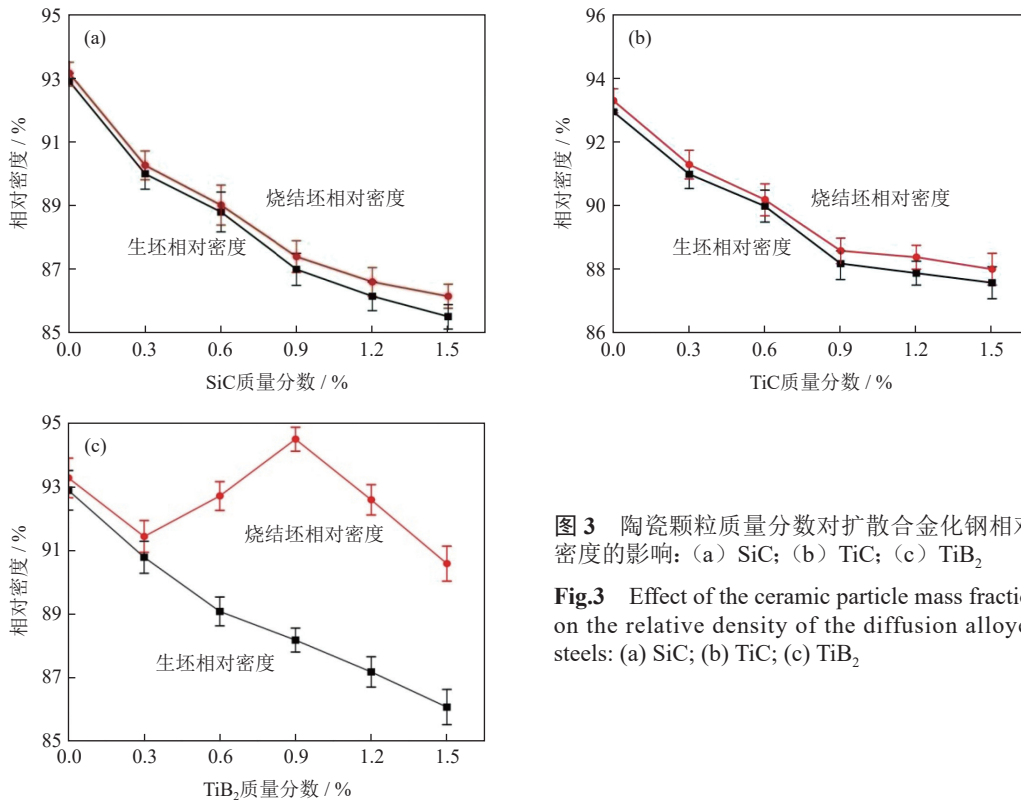 95
93
91
89
87
85
(a)
烧结坯相对密度
生坯相对密度
相对密度 / %
0.0 0.3 0.6 0.9 1.2 1.5
SiC质量分数 / %
96
94
92
90
88
86
(b)
烧结坯相对密度
生坯相对密度
相对密度 / %
0.0 0.3 0.6 0.9 1.2 1.5
TiC质量分数 / %
95
93
91
89
87
85
(c)
烧结坯相对密度
生坯相对密度
相对密度 / %
0.0 0.3 0.6 0.9 1.2 1.5
TiB₂质量分数 / %
图 3 陶瓷颗粒质量分数对扩散合金化钢相对
密度的影响:(a)SiC;(b)TiC;(c)TiB₂
Fig.3 Effect of the ceramic particle mass fractio
on the relative density of the diffusion alloye
steels: (a) SiC; (b) TiC; (c) TiB₂